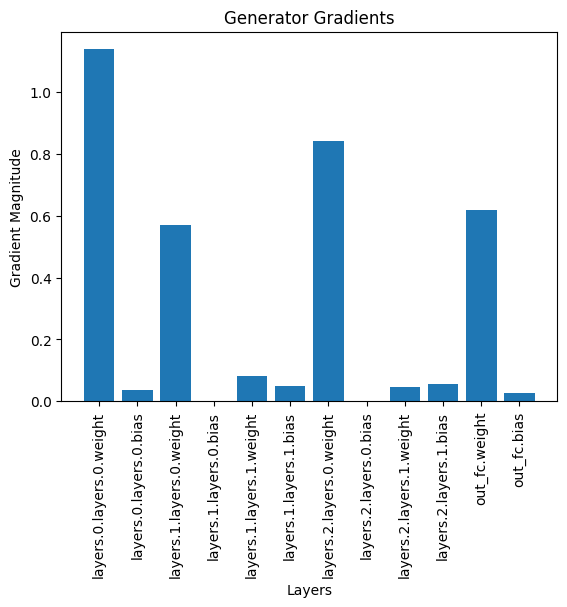 Generator Gradients
Gradient Magnitude
1.0
0.8
0.6
0.4
0.2
0.0
layers.0.layers.0.weight
layers.0.layers.0.bias
layers.1.layers.0.weight
layers.1.layers.0.bias
layers.1.layers.1.weight
layers.1.layers.1.bias
layers.2.layers.0.weight
layers.2.layers.0.bias
layers.2.layers.1.weight
layers.2.layers.1.bias
out_fc.weight
out_fc.bias
Layers